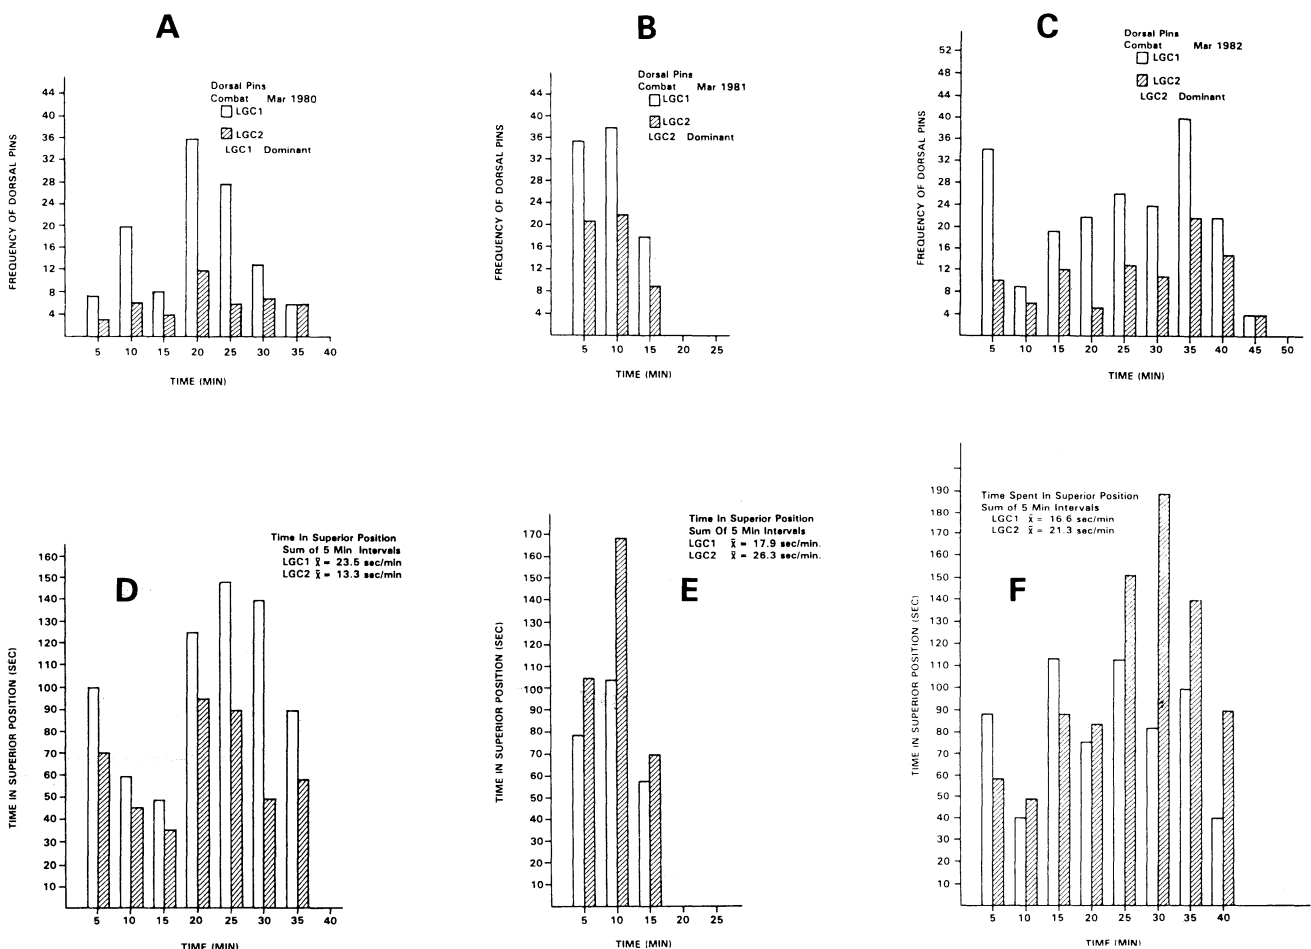 A
Dorsal Pins
Combat Mar 1980
LGC1
LGC2
LGC1 Dominant
FREQUENCY OF DORSAL PINS
44
40
36
32
28
24
20
16
12
8
4
5 10 15 20 25 30 35 40
TIME (MIN)
B
Dorsal Pins
Combat Mar 1981
LGC1
LGC2
LGC2 Dominant
FREQUENCY OF DORSAL PINS
44
40
36
32
28
24
20
16
12
8
4
5 10 15 20 25
TIME (MIN)
C
Dorsal Pins
Combat Mar 1982
LGC1
LGC2
LGC2 Dominant
FREQUENCY OF DORSAL PINS
52
48
44
40
36
32
28
24
20
16
12
8
4
5 10 15 20 25 30 35 40 45 50
TIME (MIN)
D
Time In Superior Position
Sum of 5 Min Intervals
LGC1 x̄ = 23.5 sec/min
LGC2 x̄ = 13.3 sec/min
TIME IN SUPERIOR POSITION (SEC)
160
150
140
130
120
110
100
90
80
70
60
50
40
30
20
10
5 10 15 20 25 30 35 40
TIME (MIN)
E
Time In Superior Position
Sum Of 5 Min Intervals
LGC1 x̄ = 17.9 sec/min.
LGC2 x̄ = 26.3 sec/min.
TIME IN SUPERIOR POSITION (SEC)
170
160
150
140
130
120
110
100
90
80
70
60
50
40
30
20
10
5 10 15 20 25
TIME (MIN)
F
Time Spent In Superior Position
Sum of 5 Min Intervals
LGC1 x̄ = 16.6 sec/min
LGC2 x̄ = 21.3 sec/min
TIME IN SUPERIOR POSITION (SEC)
190
180
170
160
150
140
130
120
110
90
80
70
60
50
40
30
20
10
5 10 15 20 25 30 35 40
TIME (MIN)